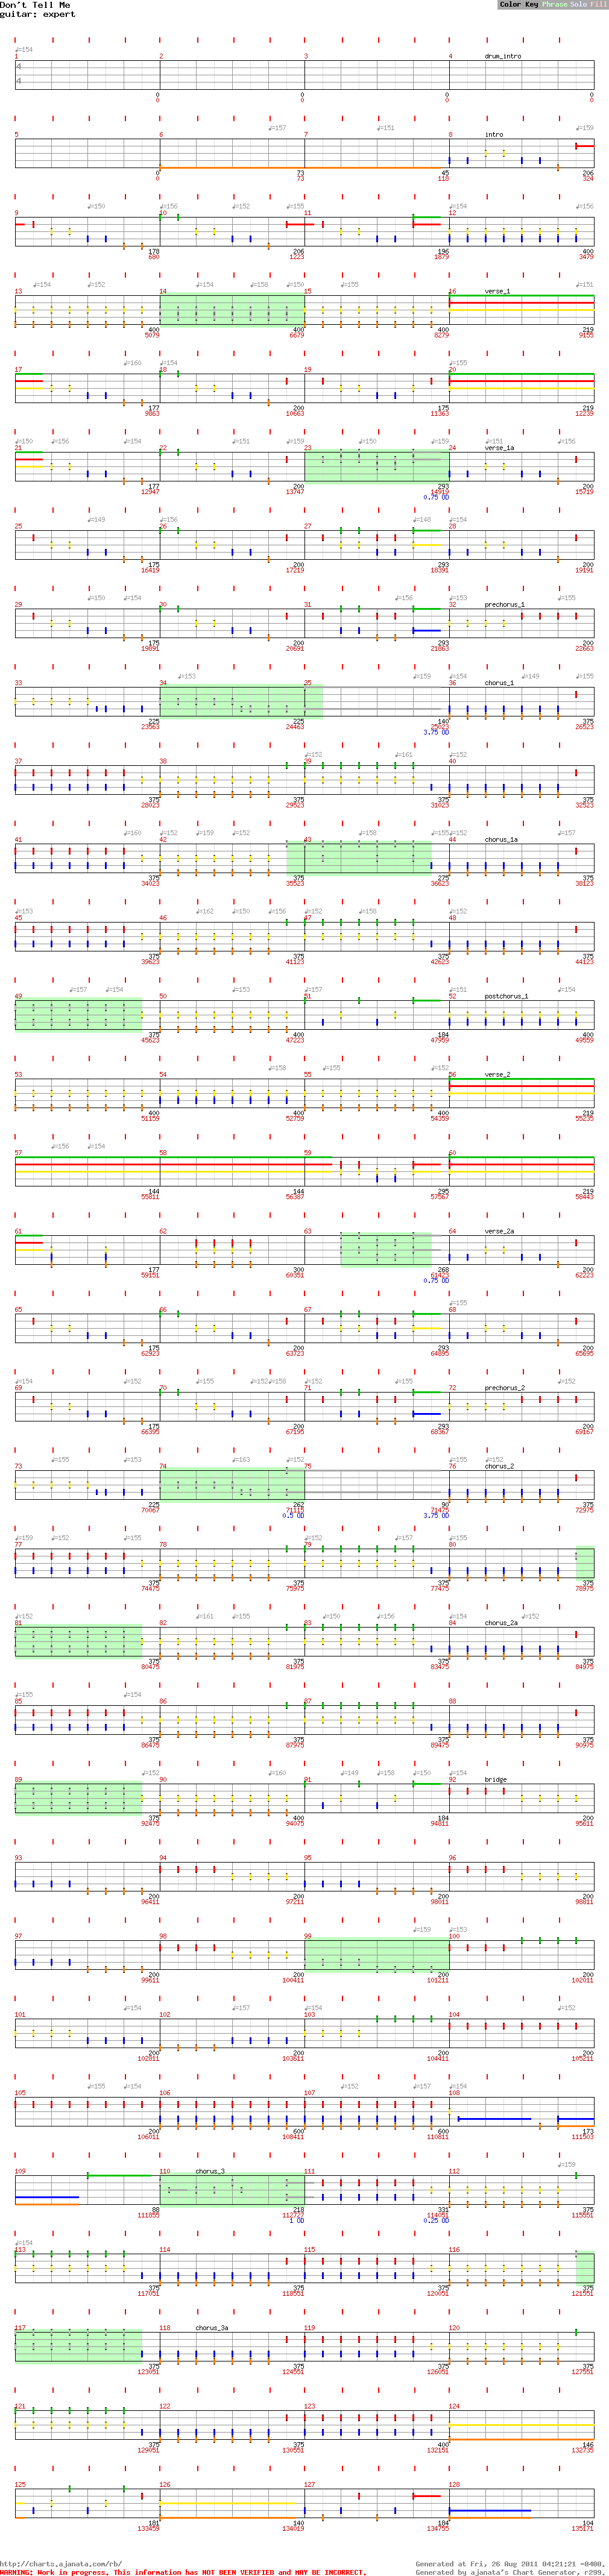 Don't Tell Me
guitar: expert
Color Key Phrase Solo Fill
♩=154
1 2 3 4 drum_intro
4
4
0 0 0 0
0 0 0 0
♩=157 ♩=151 ♩=159
5 6 7 8 intro
0 73 45 206
0 73 118 324
♩=150 ♩=156 ♩=152 ♩=155 ♩=154 ♩=156
9 10 11 12
178 206 196 400
680 1223 1879 3479
♩=154 ♩=152 ♩=154 ♩=158 ♩=150 ♩=155 ♩=151
13 14 15 16 verse_1
400 400 400 219
5079 6679 8279 9155
♩=160 ♩=154 ♩=155
17 18 19 20
177 200 175 219
9863 10663 11363 12239
♩=150 ♩=156 ♩=154 ♩=151 ♩=159 ♩=150 ♩=159 ♩=151 ♩=156
21 22 23 24 verse_1a
177 200 293 200
12947 13747 14919 15719
0.75 OD
♩=149 ♩=156 ♩=148 ♩=154
25 26 27 28
175 200 293 200
16419 17219 18391 19191
♩=150 ♩=154 ♩=156 ♩=153 ♩=155
29 30 31 32 prechorus_1
175 200 293 200
19891 20691 21863 22663
♩=153 ♩=159 ♩=154 ♩=149 ♩=155
33 34 35 36 chorus_1
225 225 140 375
23563 24463 25023 26523
3.75 OD
♩=152 ♩=161 ♩=152
37 38 39 40
375 375 375 375
28023 29523 31023 32523
♩=160 ♩=152 ♩=159 ♩=152 ♩=158 ♩=155 ♩=152 ♩=157
41 42 43 44 chorus_1a
375 375 275 375
34023 35523 36623 38123
♩=153 ♩=162 ♩=150 ♩=156 ♩=152 ♩=158 ♩=152
45 46 47 48
375 375 375 375
39623 41123 42623 44123
♩=157 ♩=154 ♩=153 ♩=157 ♩=151 ♩=154
49 50 51 52 postchorus_1
375 400 184 400
45623 47223 47959 49559
♩=158 ♩=155 ♩=152
53 54 55 56 verse_2
400 400 400 219
51159 52759 54359 55235
♩=156 ♩=154
57 58 59 60
144 144 295 219
55811 56387 57567 58443
61 62 63 64 verse_2a
177 300 268 200
59151 60351 61423 62223
0.75 OD
♩=155
65 66 67 68
175 200 293 200
62923 63723 64895 65695
♩=154 ♩=152 ♩=155 ♩=152 ♩=158 ♩=152 ♩=155 ♩=152
69 70 71 72 prechorus_2
175 200 293 200
66395 67195 68367 69167
♩=155 ♩=153 ♩=163 ♩=152 ♩=155 ♩=152
73 74 75 76 chorus_2
225 262 90 375
70067 71115 71475 72975
0.5 OD 3.75 OD
♩=159 ♩=152 ♩=155 ♩=152 ♩=157 ♩=155
77 78 79 80
375 375 375 375
74475 75975 77475 78975
♩=152 ♩=161 ♩=155 ♩=150 ♩=156 ♩=154 ♩=152
81 82 83 84 chorus_2a
375 375 375 375
80475 81975 83475 84975
♩=155 ♩=154
85 86 87 88
375 375 375 375
86475 87975 89475 90975
♩=152 ♩=160 ♩=149 ♩=158 ♩=150 ♩=154
89 90 91 92 bridge
375 400 184 200
92475 94075 94811 95611
93 94 95 96
200 200 200 200
96411 97211 98011 98811
♩=159 ♩=153
97 98 99 100
200 200 200 200
99611 100411 101211 102011
♩=154 ♩=157 ♩=154 ♩=152
101 102 103 104
200 200 200 200
102811 103611 104411 105211
♩=155 ♩=154 ♩=152 ♩=157 ♩=154
105 106 107 108
200 600 600 173
106011 108411 110811 111503
♩=159
109 110 chorus_3 111 112
88 218 331 375
111855 112727 114051 115551
1 OD 0.25 OD
♩=154
113 114 115 116
375 375 375 375
117051 118551 120051 121551
117 118 chorus_3a 119 120
375 375 375 375
123051 124551 126051 127551
121 122 123 124
375 375 400 146
129051 130551 132151 132735
125 126 127 128
181 140 288 104
133459 134019 134755 135171
http://charts.ajanata.com/rb/
Generated at Fri, 26 Aug 2011 04:21:21 -0400.
WARNING: Work in progress. This information has NOT BEEN VERIFIED and MAY BE INCORRECT.
Generated by ajanata's Chart Generator, r299.